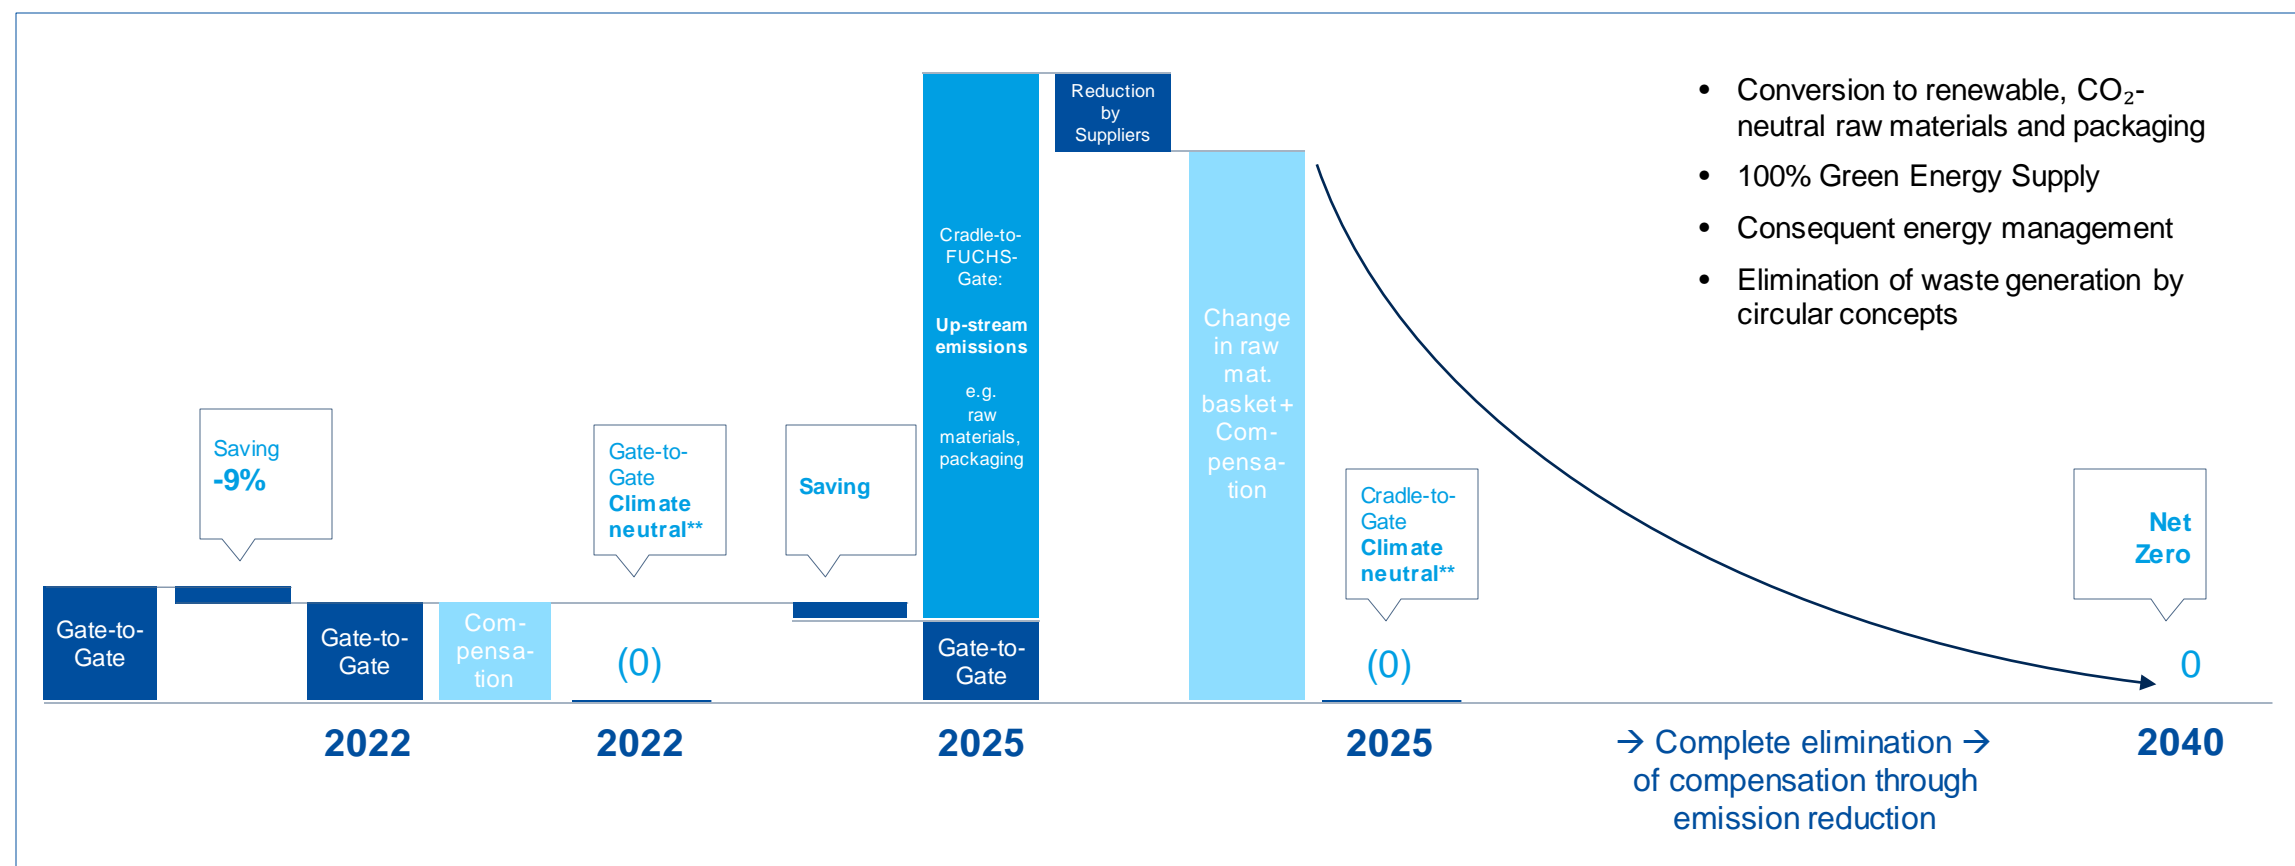 Gate-to-
Gate
Saving
-9%
Gate-to-
Gate
Com-
pensa-
tion
Gate-to-
Gate
Climate
neutral**
(0)
Saving
Cradle-to-
FUCHS-
Gate:
Up-stream
emissions
e.g.
raw
materials,
packaging
Gate-to-
Gate
Reduction
by
Suppliers
Change
in raw
mat.
basket +
Com-
pensa-
tion
Cradle-to-
Gate
Climate
neutral**
(0)
• Conversion to renewable, CO₂-
neutral raw materials and packaging
• 100% Green Energy Supply
• Consequent energy management
• Elimination of waste generation by
circular concepts
Net
Zero
0
2022
2022
2025
2025
→ Complete elimination →
of compensation through
emission reduction
2040